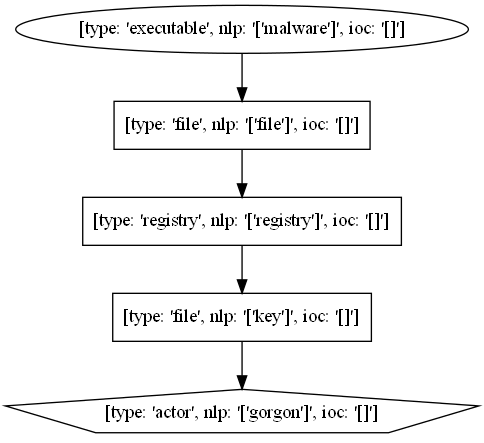 [type: 'executable', nlp: '['malware']', ioc: '[]']
[type: 'file', nlp: '['file']', ioc: '[]']
[type: 'registry', nlp: '['registry']', ioc: '[]']
[type: 'file', nlp: '['key']', ioc: '[]']
[type: 'actor', nlp: '['gorgon']', ioc: '[]']